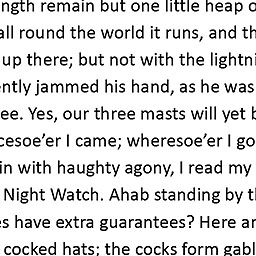 ngth remain but one little heap o
all round the world it runs, and th
up there; but not with the lightni
ently jammed his hand, as he was
ee. Yes, our three masts will yet b
cesoe’er I came; wheresoe’er I go
in with haughty agony, I read my
Night Watch. Ahab standing by th
es have extra guarantees? Here ar
cocked hats; the cocks form gabl